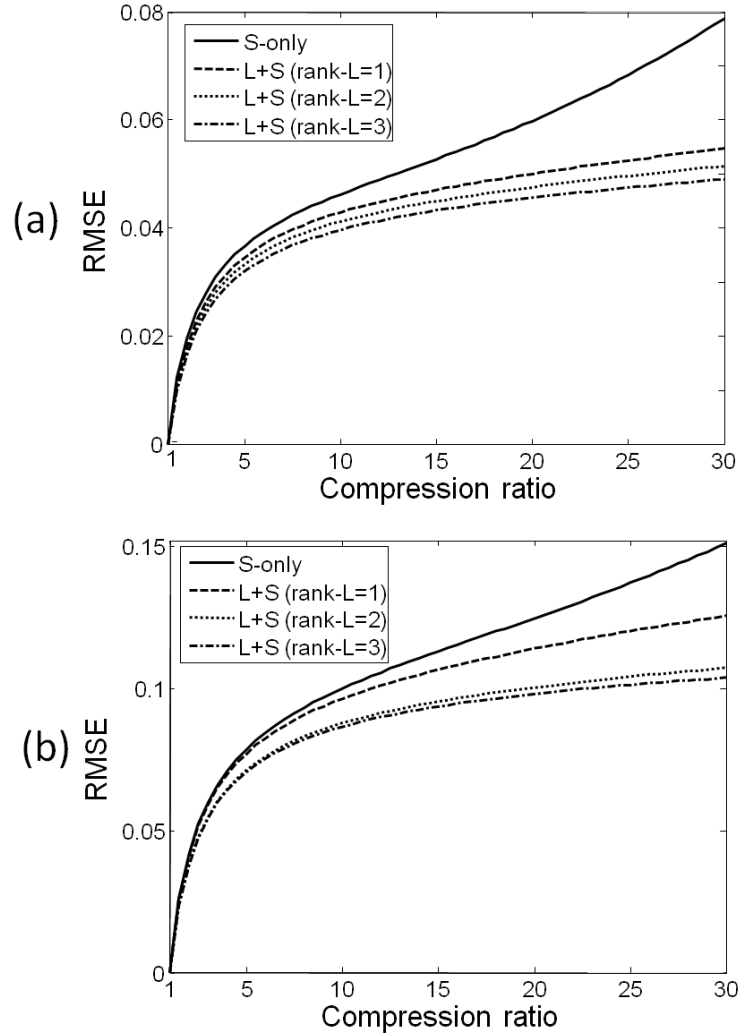 0.08
S-only
L+S (rank-L=1)
L+S (rank-L=2)
L+S (rank-L=3)
0.06
(a)
RMSE
0.04
0.02
0
1 5 10 15 20 25 30
Compression ratio
0.15
S-only
L+S (rank-L=1)
L+S (rank-L=2)
L+S (rank-L=3)
0.1
(b)
RMSE
0.05
0
1 5 10 15 20 25 30
Compression ratio